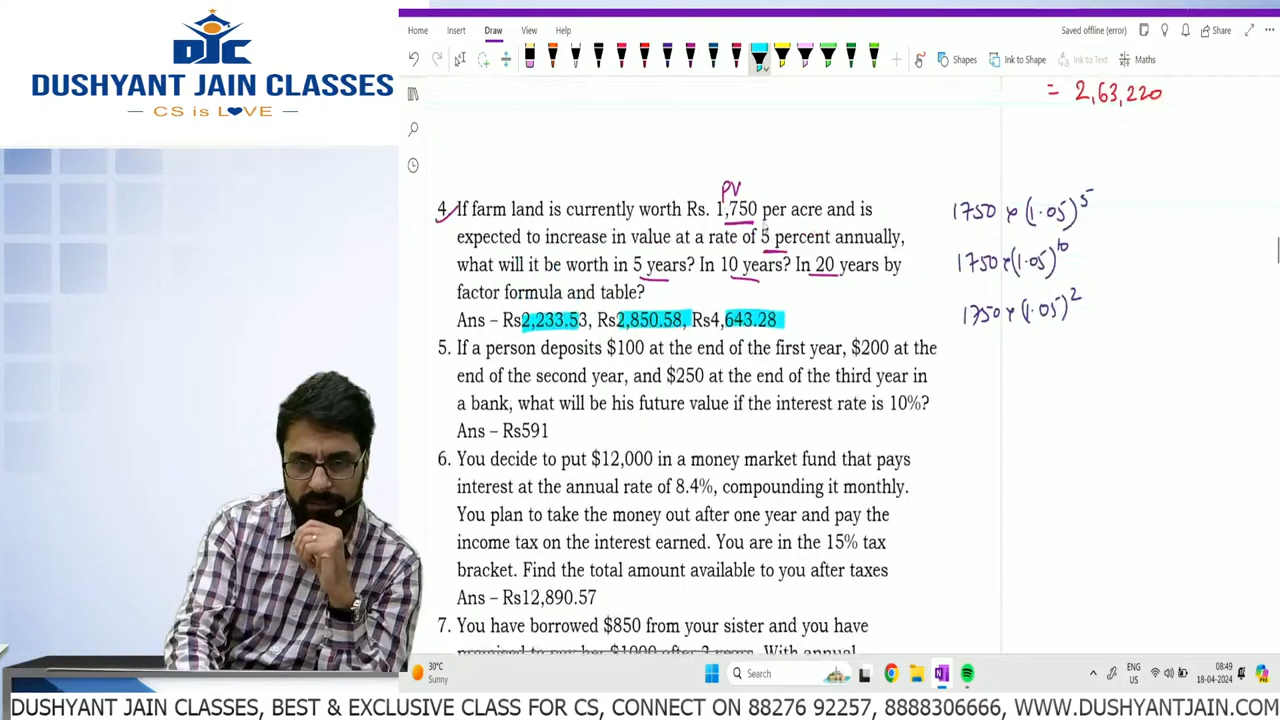 DJC
DUSHYANT JAIN CLASSES
CS is LOVE
Home Insert Draw View Help
Saved offline (error) Share
Shapes Ink to Shape Ink to Text Maths
= 2,63,220
PV
4. If farm land is currently worth Rs. 1,750 per acre and is
expected to increase in value at a rate of 5 percent annually,
what will it be worth in 5 years? In 10 years? In 20 years by
factor formula and table?
Ans – Rs2,233.53, Rs2,850.58, Rs4,643.28
1750 × (1.05)^5
1750 × (1.05)^10
1750 × (1.05)^2
5. If a person deposits $100 at the end of the first year, $200 at the
end of the second year, and $250 at the end of the third year in
a bank, what will be his future value if the interest rate is 10%?
Ans – Rs591
6. You decide to put $12,000 in a money market fund that pays
interest at the annual rate of 8.4%, compounding it monthly.
You plan to take the money out after one year and pay the
income tax on the interest earned. You are in the 15% tax
bracket. Find the total amount available to you after taxes
Ans – Rs12,890.57
7. You have borrowed $850 from your sister and you have
promised to pay her $1000 after 3 years. With annual
30°C
Sunny
Search
ENG
US
08:49
18-04-2024
DUSHYANT JAIN CLASSES, BEST & EXCLUSIVE CLASS FOR CS, CONNECT ON 88276 92257, 8888306666, WWW.DUSHYANTJAINCLASSES.COM